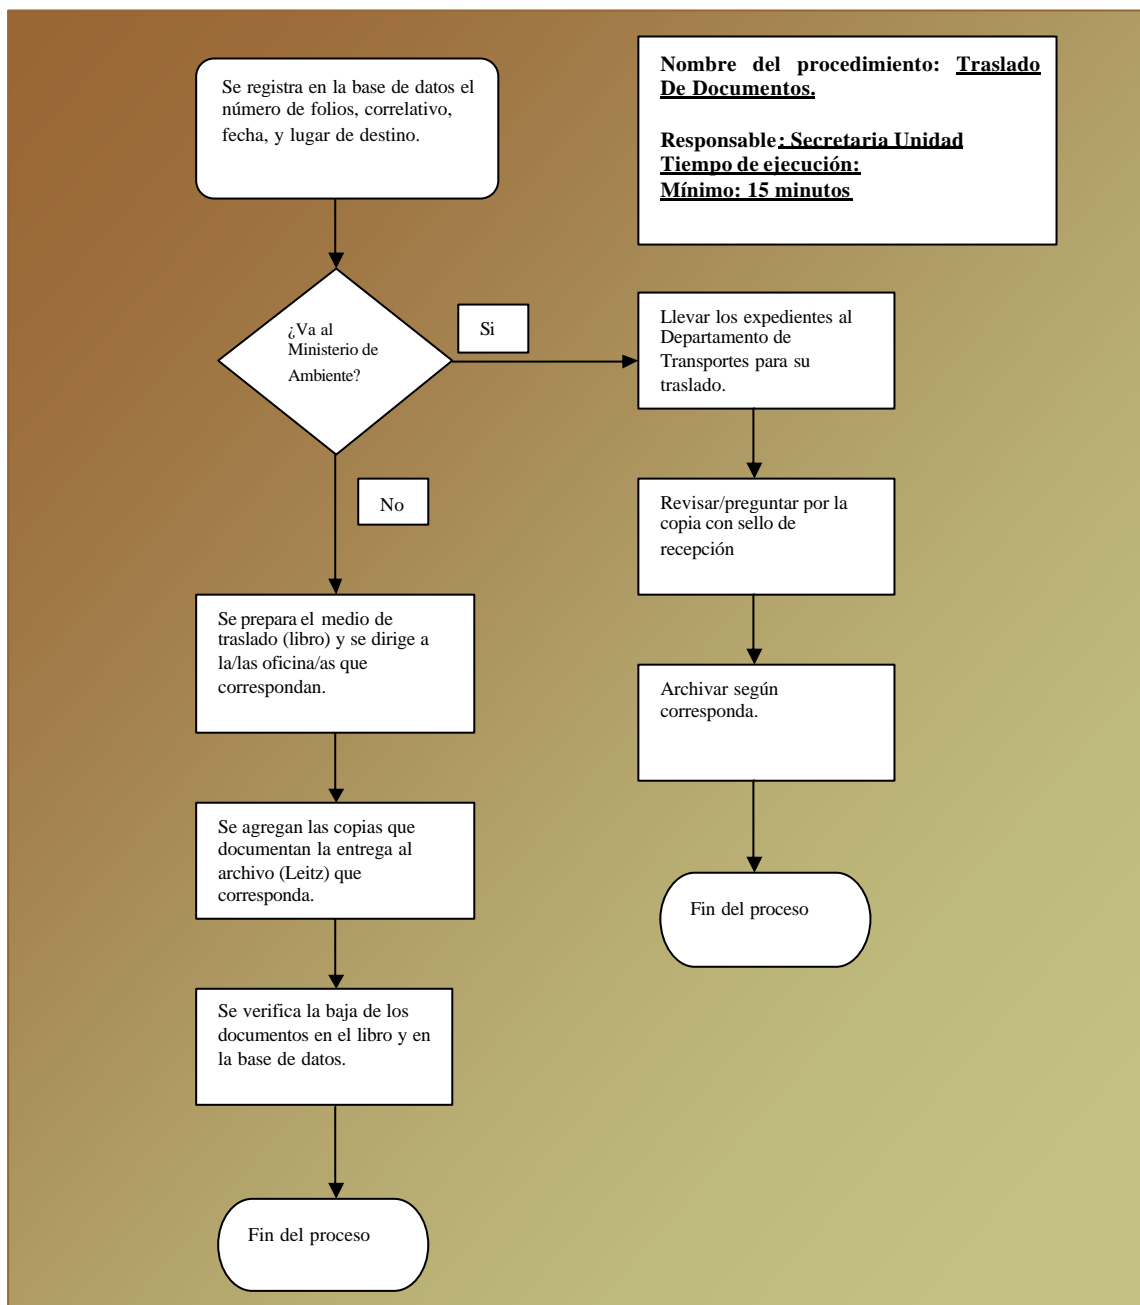 Se registra en la base de datos el
número de folios, correlativo,
fecha, y lugar de destino.
Nombre del procedimiento: Traslado
De Documentos.
Responsable: Secretaria Unidad
Tiempo de ejecución:
Mínimo: 15 minutos
¿Va al
Ministerio de
Ambiente?
Si
Llevar los expedientes al
Departamento de
Transportes para su
traslado.
No
Revisar/preguntar por la
copia con sello de
recepción
Se prepara el medio de
traslado (libro) y se dirige a
la/las oficina/as que
correspondan.
Archivar según
corresponda.
Se agregan las copias que
documentan la entrega al
archivo (Leitz) que
corresponda.
Fin del proceso
Se verifica la baja de los
documentos en el libro y en
la base de datos.
Fin del proceso